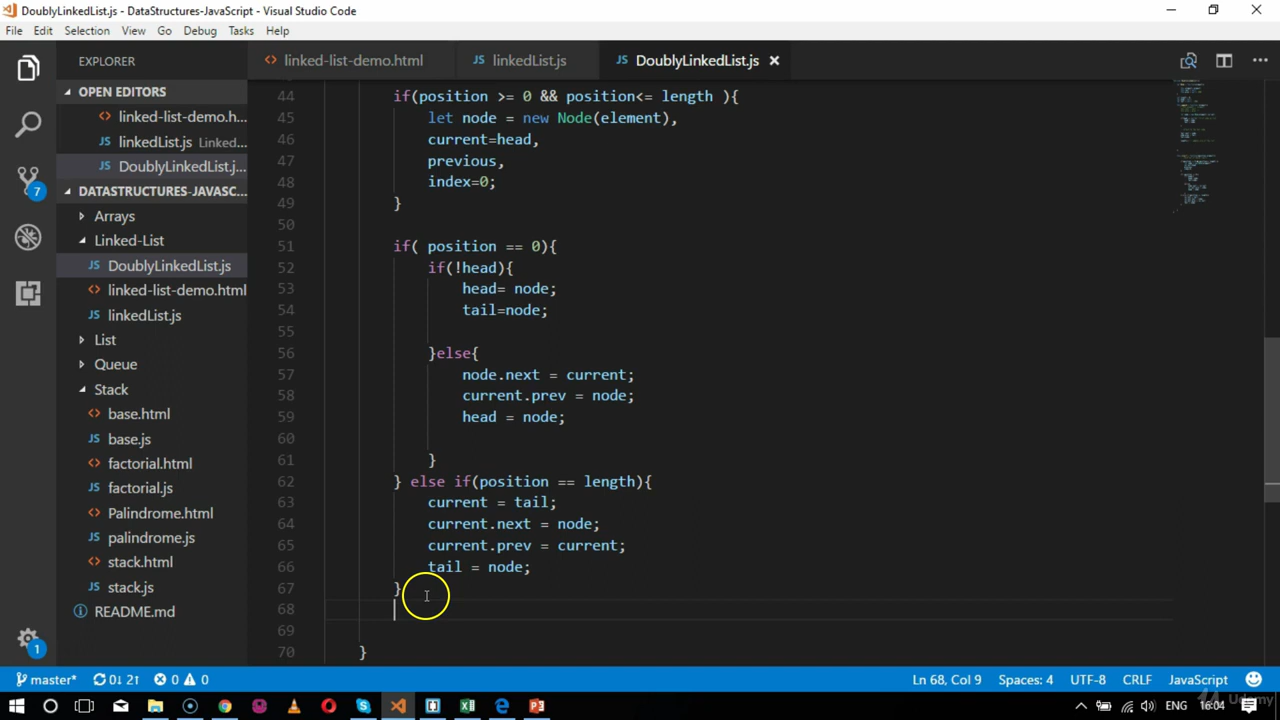 DoublyLinkedList.js - DataStructures-JavaScript - Visual Studio Code
File Edit Selection View Go Debug Tasks Help
EXPLORER
OPEN EDITORS
linked-list-demo.h...
linkedList.js Linked...
DoublyLinkedList.j...
DATASTRUCTURES-JAVASC...
Arrays
Linked-List
DoublyLinkedList.js
linked-list-demo.html
linkedList.js
List
Queue
Stack
base.html
base.js
factorial.html
factorial.js
Palindrome.html
palindrome.js
stack.html
stack.js
README.md
7
1
linked-list-demo.html JS linkedList.js JS DoublyLinkedList.js
44 if(position >= 0 && position<= length ){
45 let node = new Node(element),
46 current=head,
47 previous,
48 index=0;
49 }
50
51 if( position == 0){
52 if(!head){
53 head= node;
54 tail=node;
55
56 }else{
57 node.next = current;
58 current.prev = node;
59 head = node;
60
61 }
62 } else if(position == length){
63 current = tail;
64 current.next = node;
65 current.prev = current;
66 tail = node;
67 }
68
69
70 }
master* 0↓ 2↑ 0 0 Ln 68, Col 9 Spaces: 4 UTF-8 CRLF JavaScript
ENG 16:04
Udemy